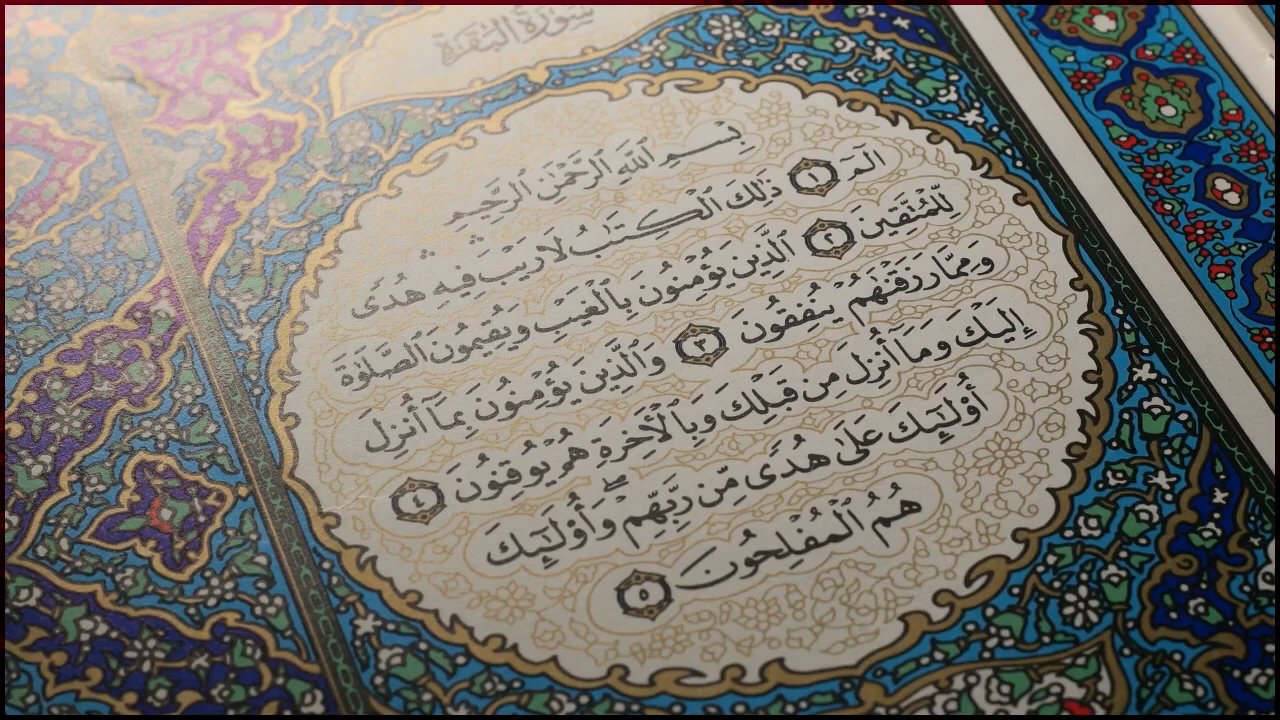 سُورَةُ البَقَرَةِ
بِسْمِ ٱللَّهِ ٱلرَّحْمَٰنِ ٱلرَّحِيمِ
الٓمٓ ١ ذَٰلِكَ ٱلْكِتَٰبُ لَا رَيْبَ ۛ فِيهِ ۛ هُدًى
لِّلْمُتَّقِينَ ٢ ٱلَّذِينَ يُؤْمِنُونَ بِٱلْغَيْبِ وَيُقِيمُونَ ٱلصَّلَوٰةَ
وَمِمَّا رَزَقْنَٰهُمْ يُنفِقُونَ ٣ وَٱلَّذِينَ يُؤْمِنُونَ بِمَآ أُنزِلَ
إِلَيْكَ وَمَآ أُنزِلَ مِن قَبْلِكَ وَبِٱلْأَخِرَةِ هُمْ يُوقِنُونَ ٤
أُو۟لَٰٓئِكَ عَلَىٰ هُدًى مِّن رَّبِّهِمْ ۖ وَأُو۟لَٰٓئِكَ
هُمُ ٱلْمُفْلِحُونَ ٥